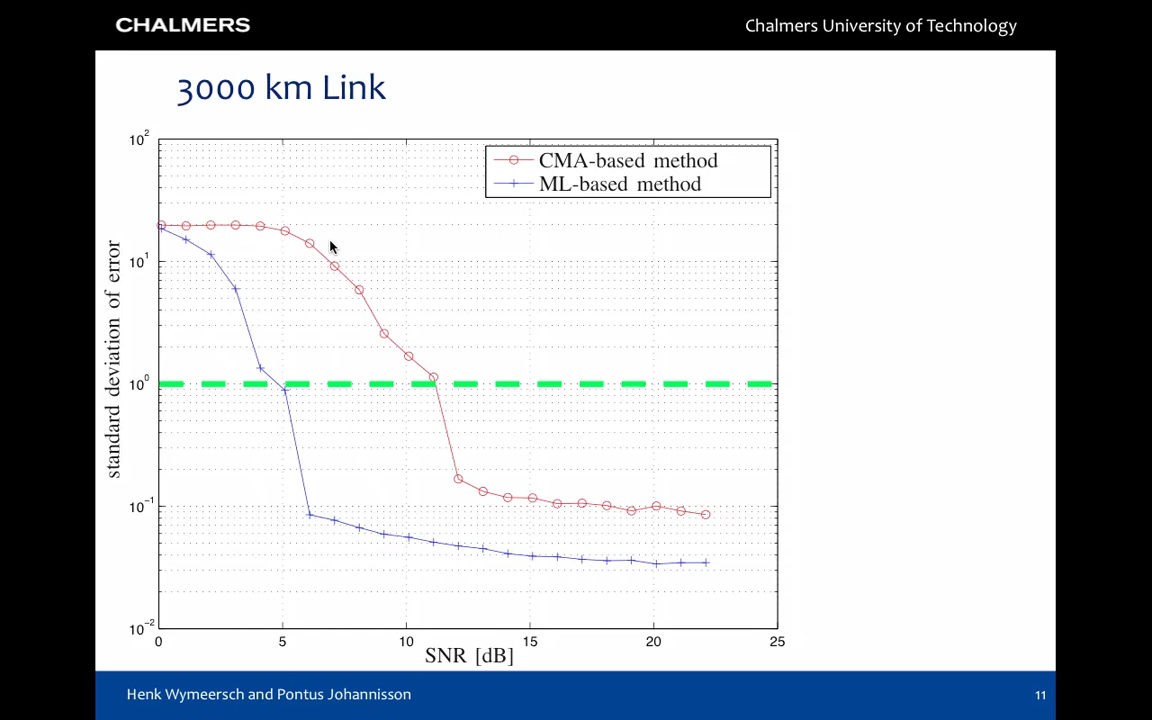 CHALMERS
Chalmers University of Technology
3000 km Link
CMA-based method
ML-based method
standard deviation of error
10^2
10^1
10^0
10^-1
10^-2
0 5 10 15 20 25
SNR [dB]
Henk Wymeersch and Pontus Johannisson
11